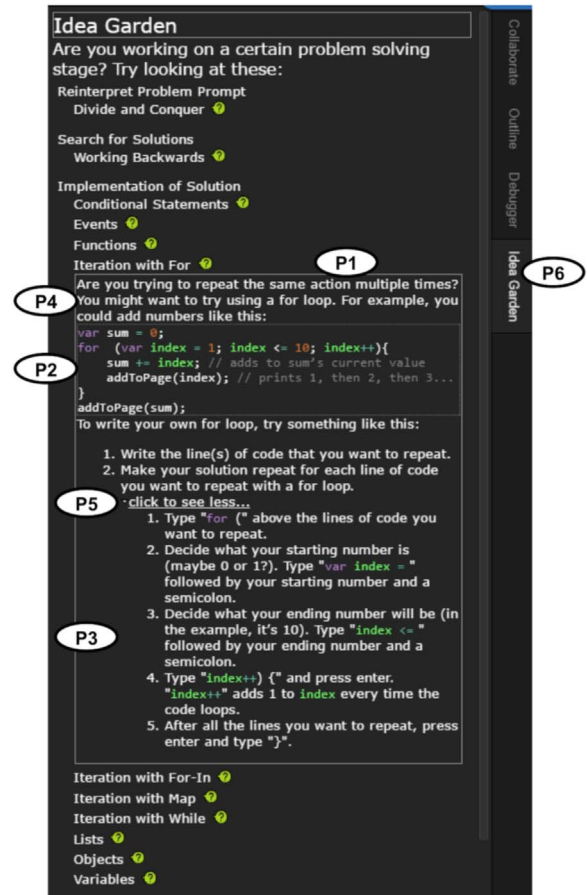 Idea Garden
Are you working on a certain problem solving
stage? Try looking at these:
Reinterpret Problem Prompt
Divide and Conquer ?
Search for Solutions
Working Backwards ?
Implementation of Solution
Conditional Statements ?
Events ?
Functions ?
Iteration with For ?
P1
Are you trying to repeat the same action multiple times?
P4
You might want to try using a for loop. For example, you
could add numbers like this:
var sum = 0;
for  (var index = 1; index <= 10; index++){
P2
sum += index; // adds to sum's current value
addToPage(index); // prints 1, then 2, then 3...
}
addToPage(sum);
To write your own for loop, try something like this:
1. Write the line(s) of code that you want to repeat.
2. Make your solution repeat for each line of code
you want to repeat with a for loop.
P5
·click to see less...
1. Type "for (" above the lines of code you
want to repeat.
2. Decide what your starting number is
(maybe 0 or 1?). Type "var index = "
followed by your starting number and a
semicolon.
3. Decide what your ending number will be (in
P3
the example, it's 10). Type "index <= "
followed by your ending number and a
semicolon.
4. Type "index++) {" and press enter.
"index++" adds 1 to index every time the
code loops.
5. After all the lines you want to repeat, press
enter and type "}".
Iteration with For-In ?
Iteration with Map ?
Iteration with While ?
Lists ?
Objects ?
Variables ?
Collaborate
Outline
Debugger
Idea Garden
P6